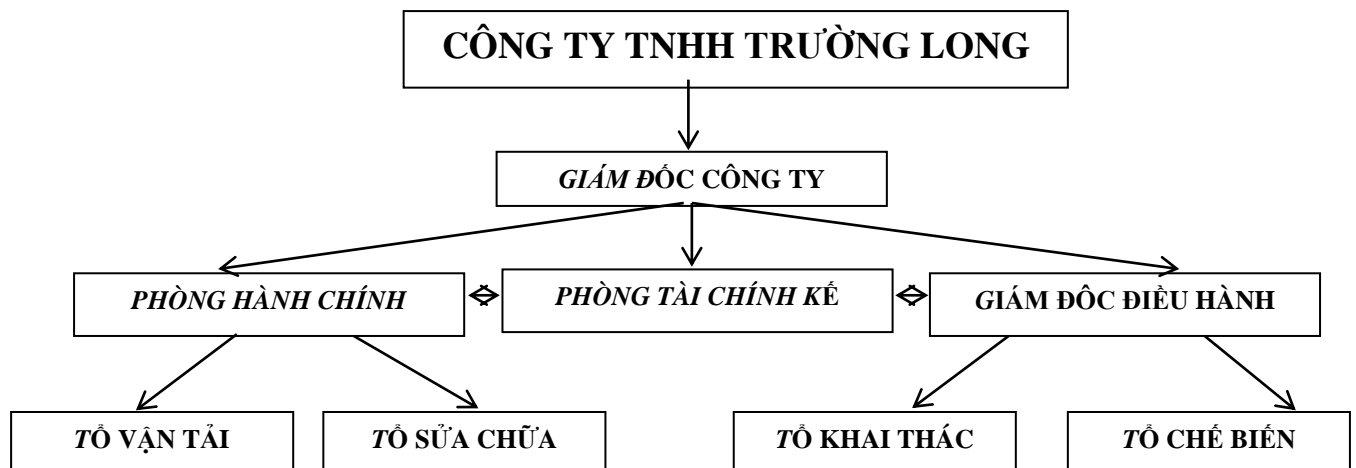 CÔNG TY TNHH TRƯỜNG LONG
GIÁM ĐỐC CÔNG TY
PHÒNG HÀNH CHÍNH
PHÒNG TÀI CHÍNH KẾ
GIÁM ĐÔC ĐIỀU HÀNH
TỔ VẬN TẢI
TỔ SỬA CHỮA
TỔ KHAI THÁC
TỔ CHẾ BIẾN